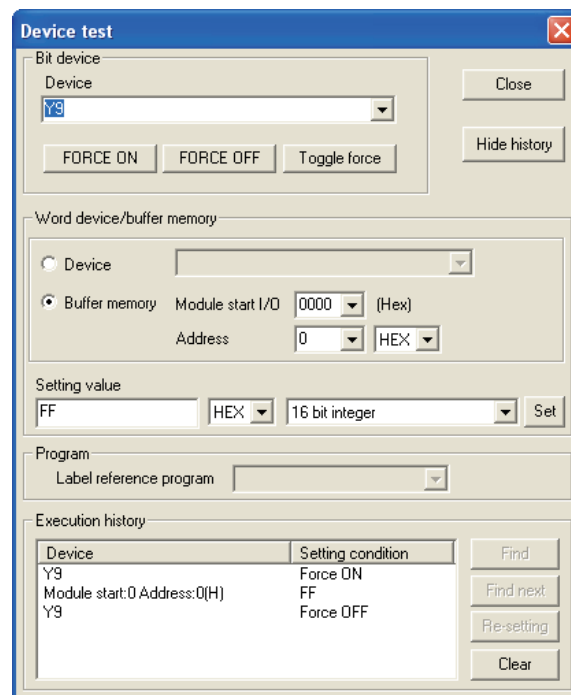 Device test
Bit device
Device
Close
Y9
Hide history
FORCE ON FORCE OFF Toggle force
Word device/buffer memory
Device
Buffer memory Module start I/O 0000 (Hex)
Address 0 HEX
Setting value
FF HEX 16 bit integer Set
Program
Label reference program
Execution history
Device Setting condition Find
Y9 Force ON
Module start:0 Address:0(H) FF Find next
Y9 Force OFF
Re-setting
Clear